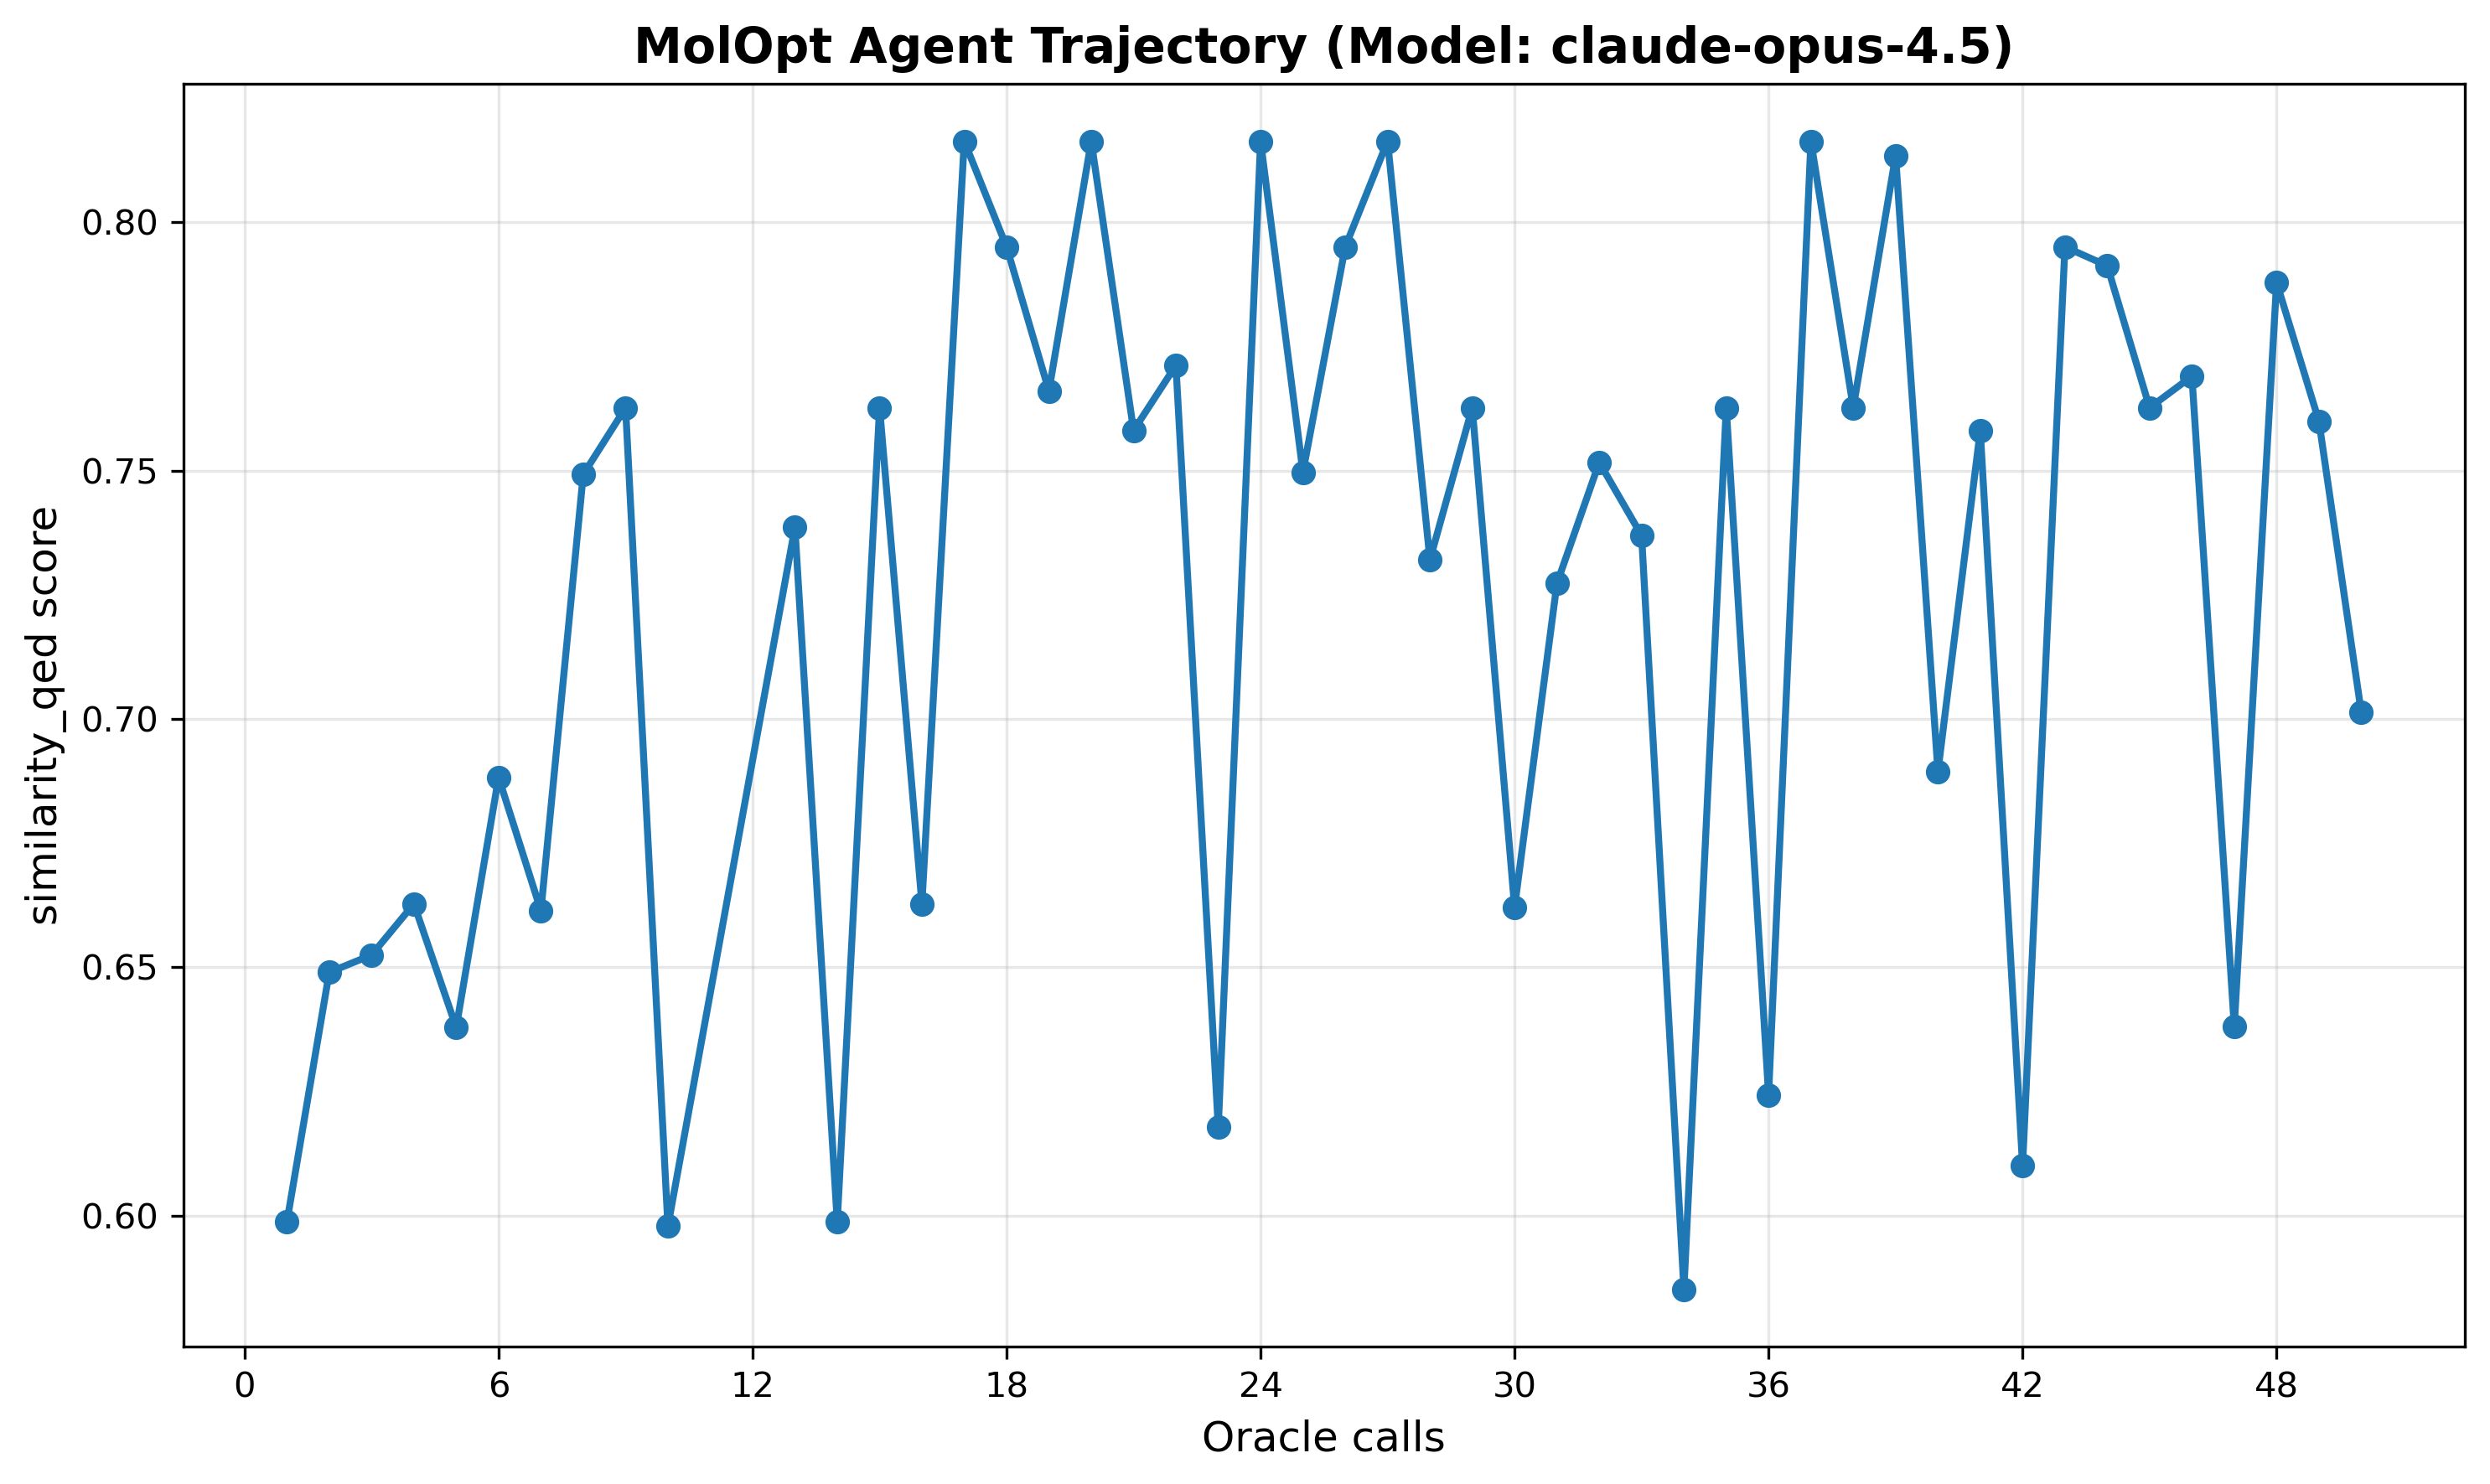 MolOpt Agent Trajectory (Model: claude-opus-4.5)
similarity_qed score
0.80
0.75
0.70
0.65
0.60
0 6 12 18 24 30 36 42 48
Oracle calls